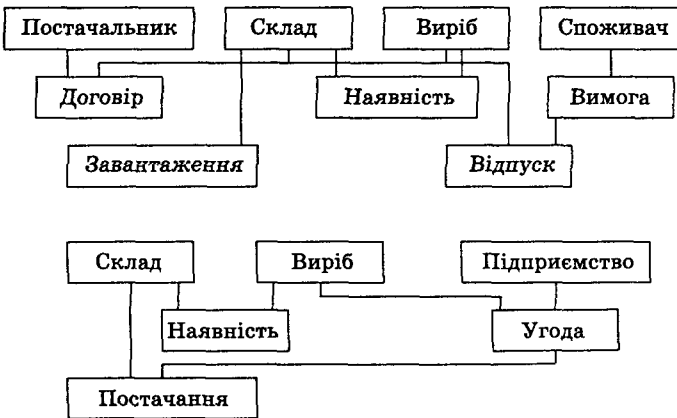 Постачальник Склад Виріб Споживач
Договір Наявність Вимога
Завантаження Відпуск
Склад Виріб Підприємство
Наявність Угода
Постачання